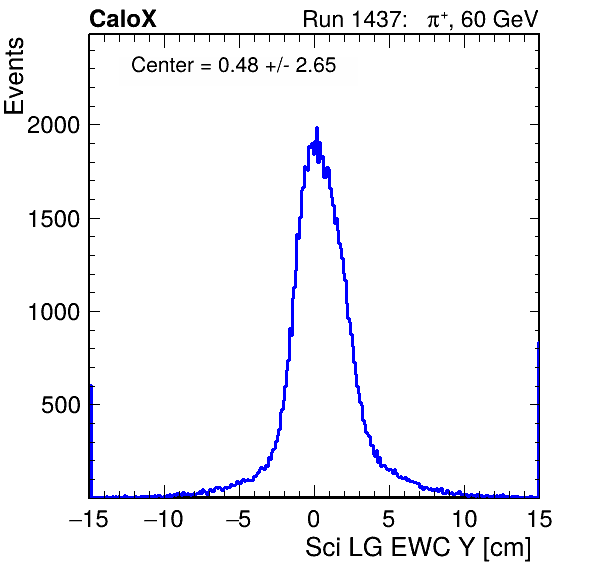 CaloX Run 1437: π⁺, 60 GeV
Events
Center = 0.48 +/- 2.65
2000
1500
1000
500
−15 −10 −5 0 5 10 15
Sci LG EWC Y [cm]